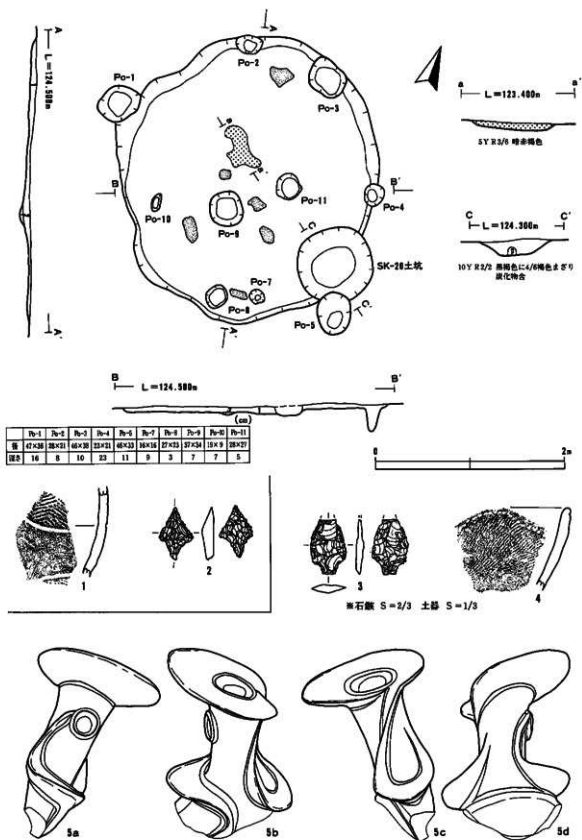 A
A'
L=124.500m
A
Po-1
Po-2
Po-3
a
a'
B
B'
Po-10
Po-9
Po-11
Po-4
C
SK-20土坑
Po-7
Po-8
Po-5
C'
A'
a
a'
L=123.400m
5YR3/6 暗赤褐色
C
C'
L=124.300m
10YR2/2 黒褐色に4/6褐色まざり
炭化物含
B
L=124.500m
B'
(cm)
Po-1 Po-2 Po-3 Po-4 Po-5 Po-7 Po-8 Po-9 Po-10 Po-11
径 47×36 28×21 46×38 23×21 46×33 16×16 27×23 37×34 19×9 28×27
深さ 16 8 10 23 11 9 3 7 7 5
0
2m
1
2
3
4
※石鏃 S=2/3 土器 S=1/3
5a
5b
5c
5d